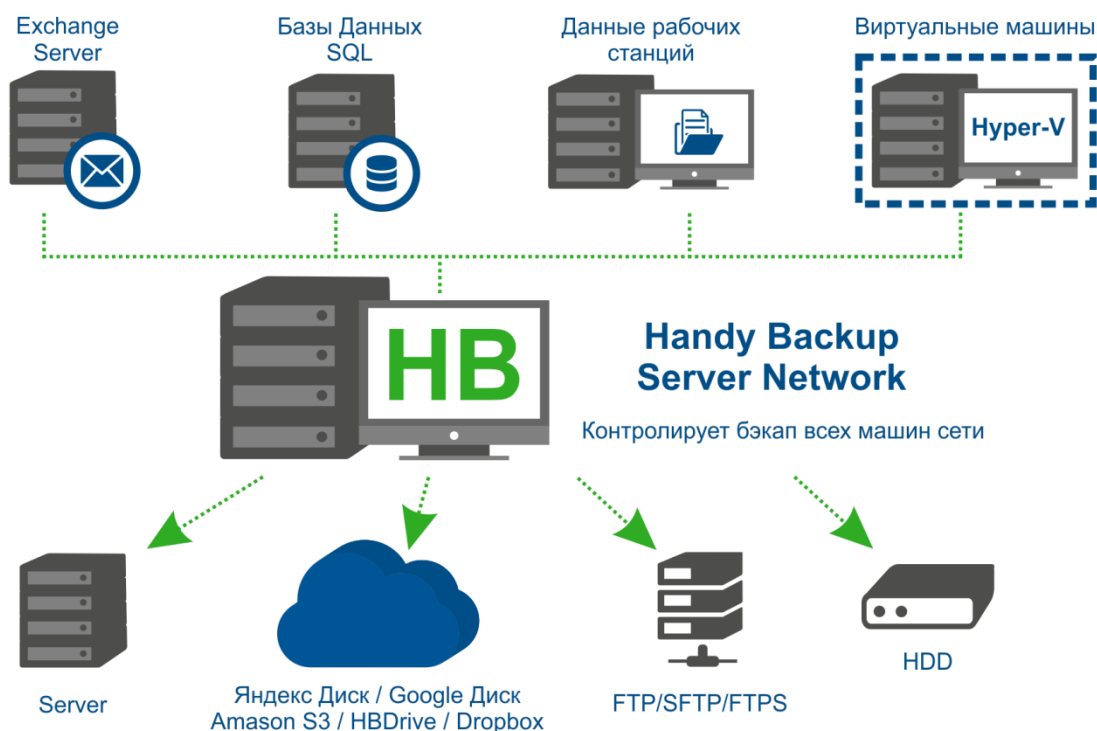 Exchange
Server
Базы Данных
SQL
Данные рабочих
станций
Виртуальные машины
Hyper-V
HB
Handy Backup
Server Network
Контролирует бэкап всех машин сети
Server
Яндекс Диск / Google Диск
Amason S3 / HBDrive / Dropbox
FTP/SFTP/FTPS
HDD